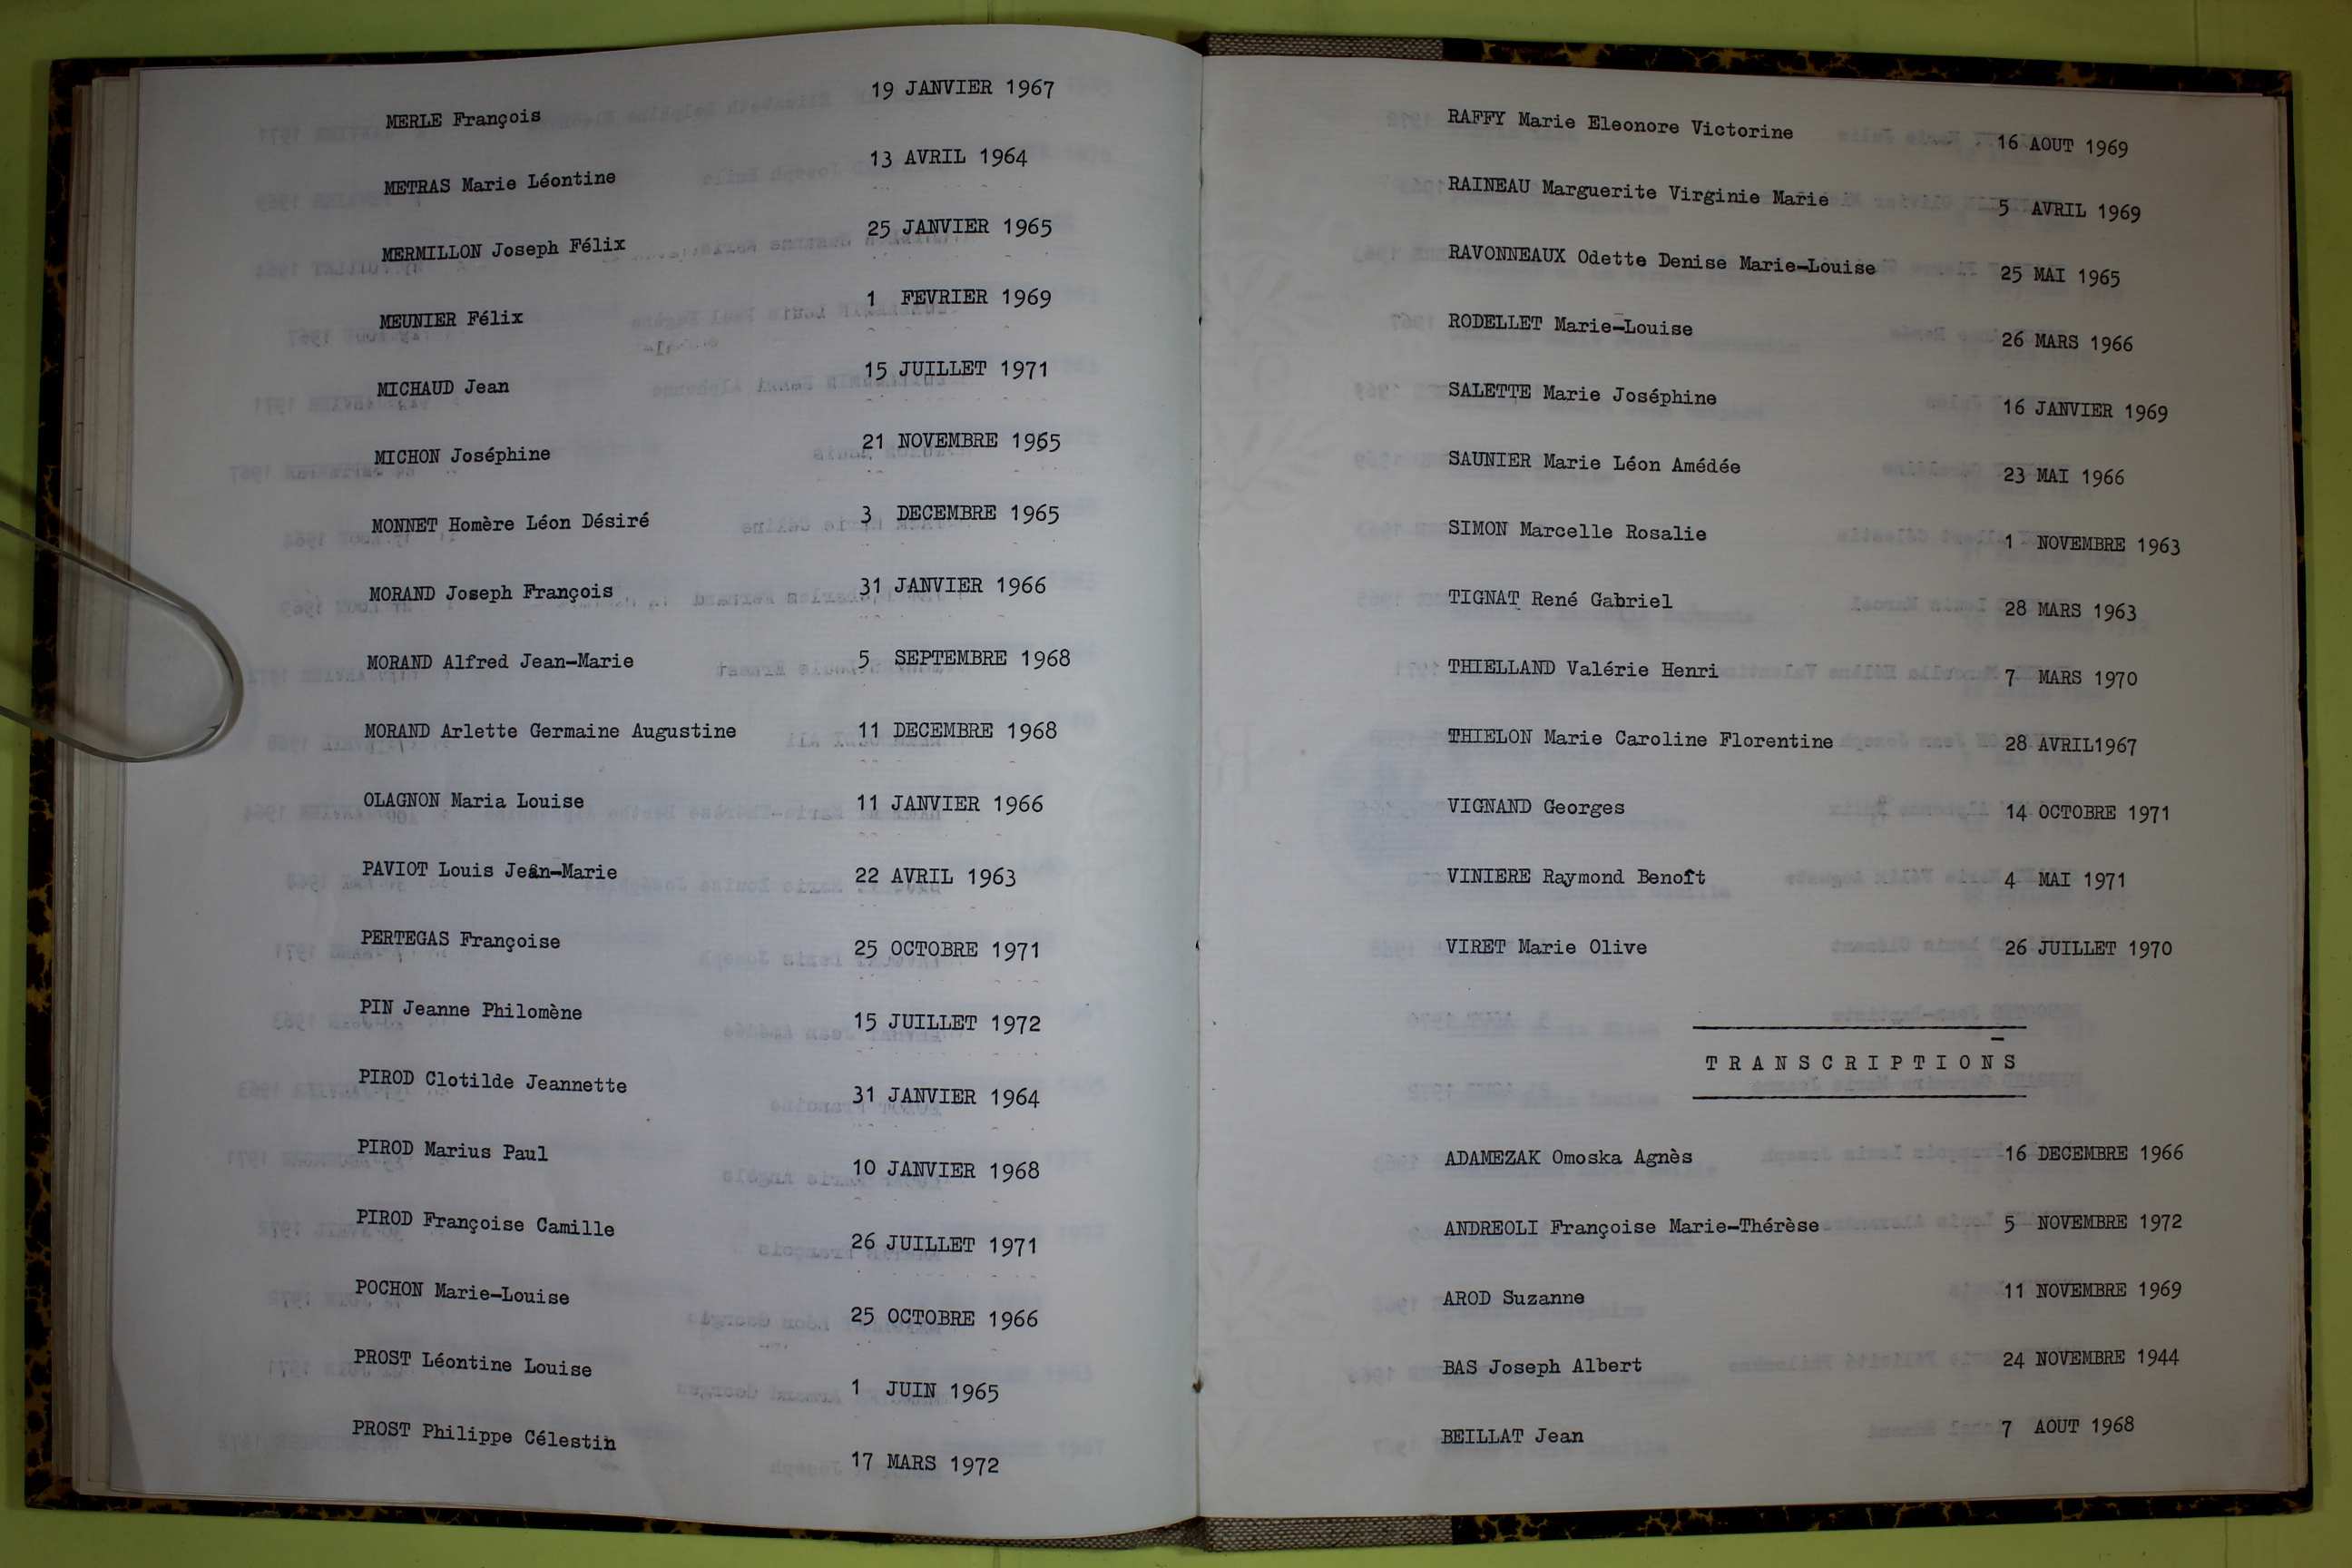 MERLE François 19 JANVIER 1967
METRAS Marie Léontine 13 AVRIL 1964
MERMILLON Joseph Félix 25 JANVIER 1965
MEUNIER Félix 1 FEVRIER 1969
MICHAUD Jean 15 JUILLET 1971
MICHON Joséphine 21 NOVEMBRE 1965
MONNET Homère Léon Désiré 3 DECEMBRE 1965
MORAND Joseph François 31 JANVIER 1966
MORAND Alfred Jean-Marie 5 SEPTEMBRE 1968
MORAND Arlette Germaine Augustine 11 DECEMBRE 1968
OLAGNON Maria Louise 11 JANVIER 1966
PAVIOT Louis Jean-Marie 22 AVRIL 1963
PERTEGAS Françoise 25 OCTOBRE 1971
PIN Jeanne Philomène 15 JUILLET 1972
PIROD Clotilde Jeannette 31 JANVIER 1964
PIROD Marius Paul 10 JANVIER 1968
PIROD Françoise Camille 26 JUILLET 1971
POCHON Marie-Louise 25 OCTOBRE 1966
PROST Léontine Louise 1 JUIN 1965
PROST Philippe Célestin 17 MARS 1972
RAFFY Marie Eleonore Victorine 16 AOUT 1969
RAINEAU Marguerite Virginie Marie 5 AVRIL 1969
RAVONNEAUX Odette Denise Marie-Louise 25 MAI 1965
RODELLET Marie-Louise 26 MARS 1966
SALETTE Marie Joséphine 16 JANVIER 1969
SAUNIER Marie Léon Amédée 23 MAI 1966
SIMON Marcelle Rosalie 1 NOVEMBRE 1963
TIGNAT René Gabriel 28 MARS 1963
THIELLAND Valérie Henri 7 MARS 1970
THIELON Marie Caroline Florentine 28 AVRIL1967
VIGNAND Georges 14 OCTOBRE 1971
VINIERE Raymond Benoît 4 MAI 1971
VIRET Marie Olive 26 JUILLET 1970
T R A N S C R I P T I O N S
ADAMEZAK Omoska Agnès 16 DECEMBRE 1966
ANDREOLI Françoise Marie-Thérèse 5 NOVEMBRE 1972
AROD Suzanne 11 NOVEMBRE 1969
BAS Joseph Albert 24 NOVEMBRE 1944
BEILLAT Jean 7 AOUT 1968